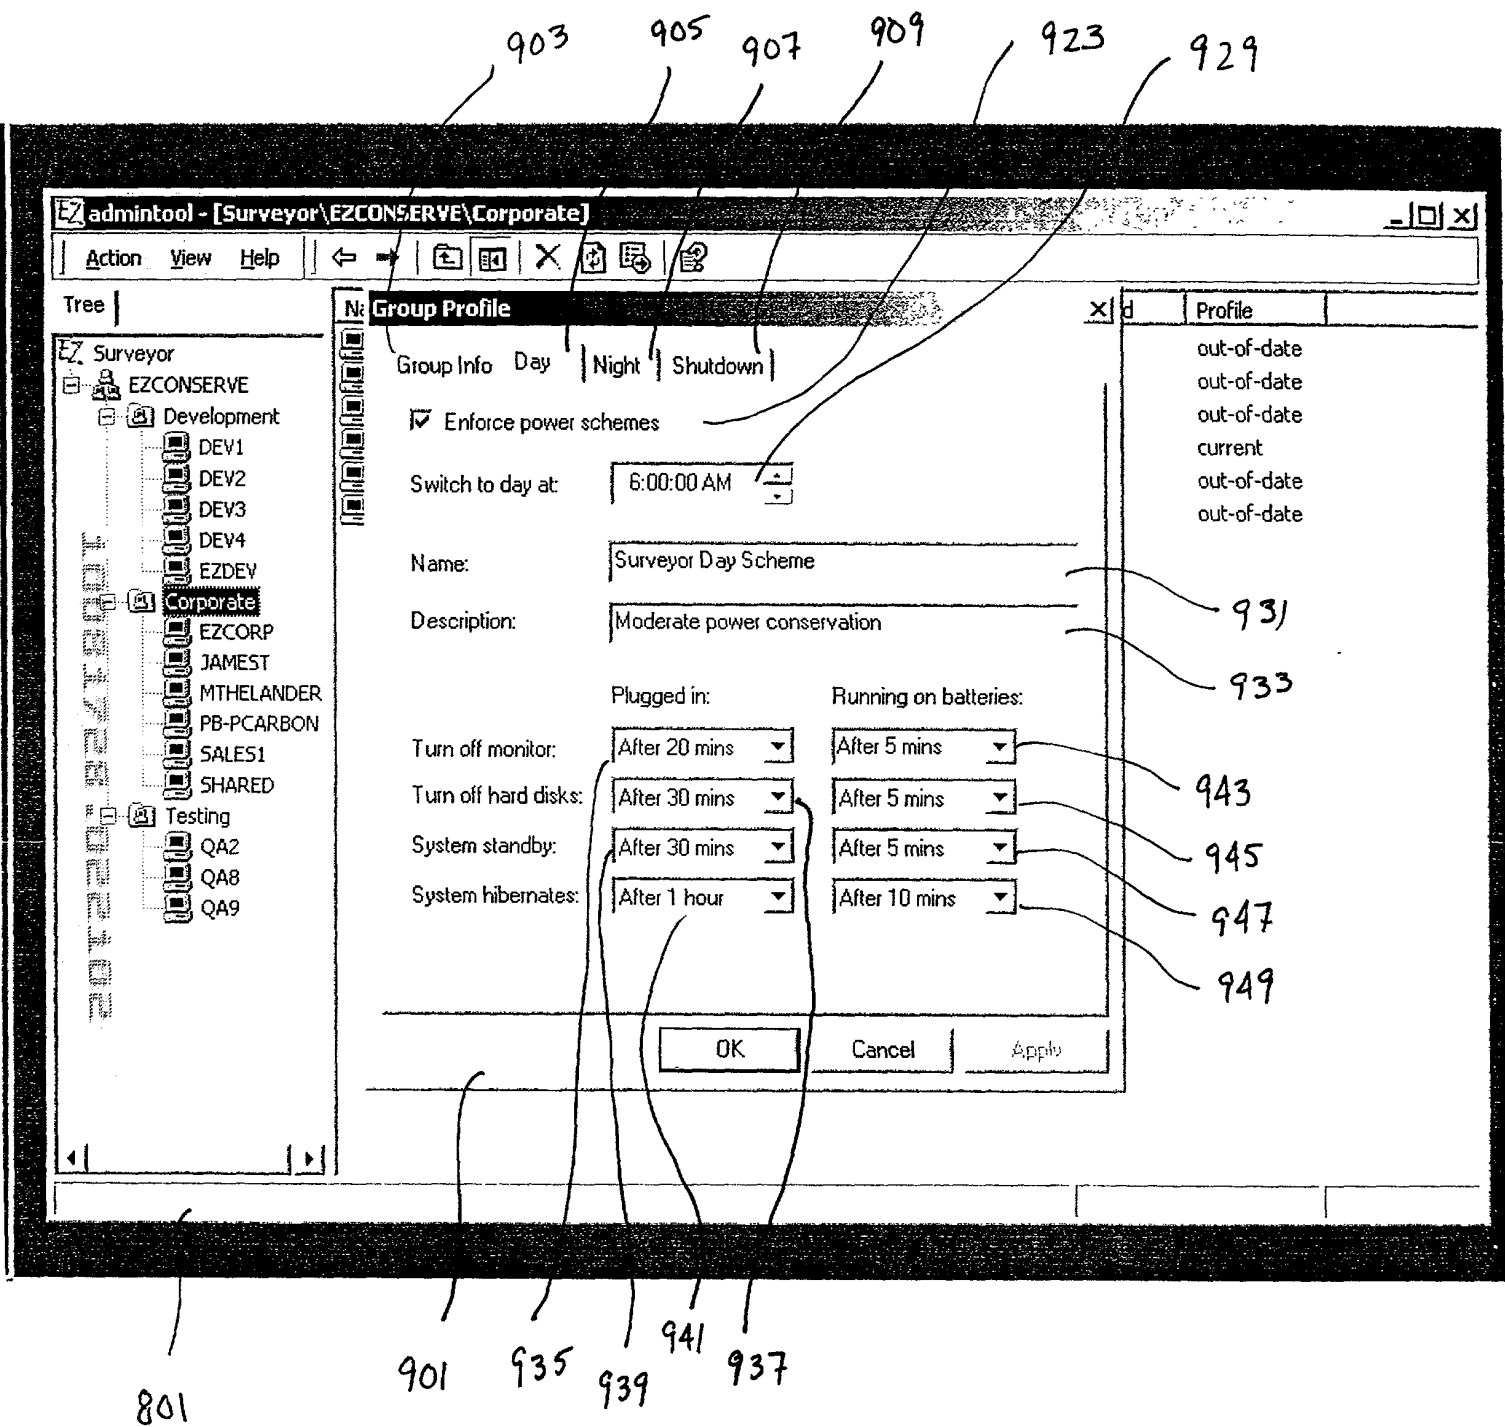 903 905 907 909 923 929
EZ admintool - [Surveyor\EZCONSERVE\Corporate]
Action View Help
Tree
Group Profile
d Profile
Group Info Day Night Shutdown
Enforce power schemes
Switch to day at: 6:00:00 AM
Name: Surveyor Day Scheme
Description: Moderate power conservation
Plugged in: Running on batteries:
Turn off monitor: After 20 mins After 5 mins
Turn off hard disks: After 30 mins After 5 mins
System standby: After 30 mins After 5 mins
System hibernates: After 1 hour After 10 mins
OK Cancel Apply
EZ Surveyor
EZCONSERVE
Development
DEV1
DEV2
DEV3
DEV4
EZDEV
Corporate
EZCORP
JAMEST
MTHELANDER
PB-PCARBON
SALES1
SHARED
Testing
QA2
QA8
QA9
10081728.022102
out-of-date
out-of-date
out-of-date
current
out-of-date
out-of-date
931
933
943
945
947
949
801 901 935 939 941 937